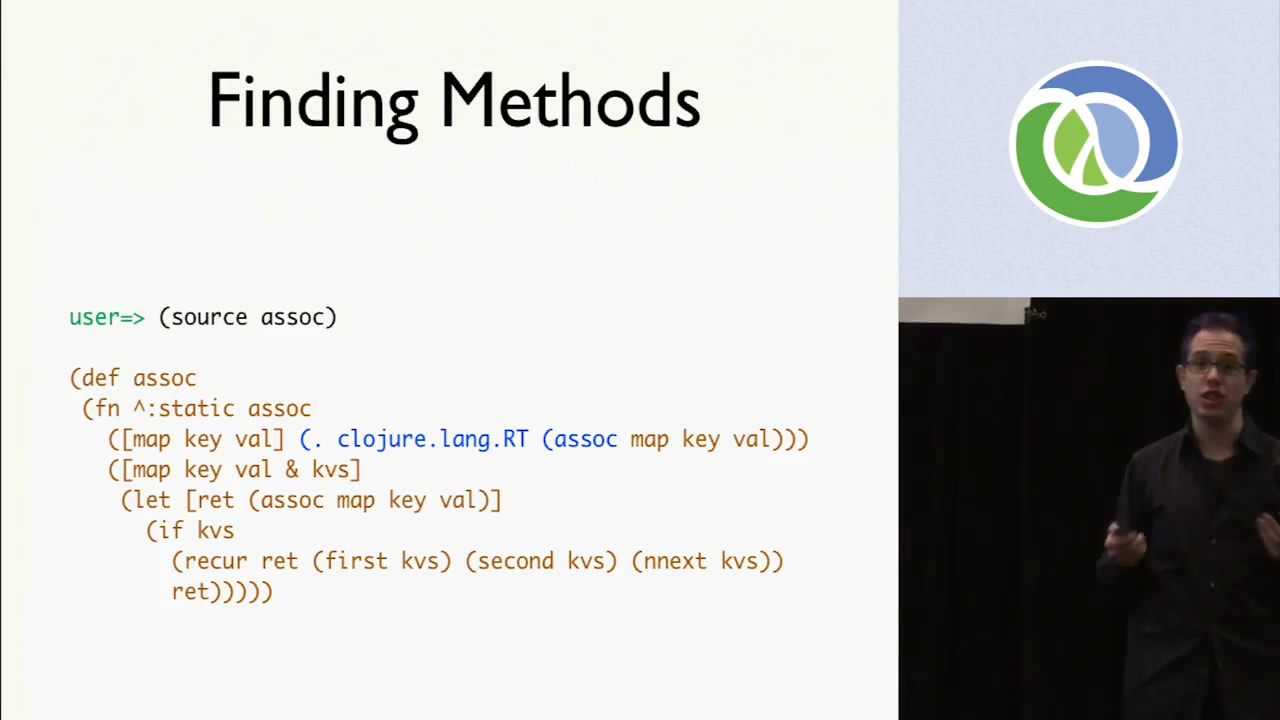 Finding Methods
user=> (source assoc)
(def assoc
(fn ^:static assoc
([map key val] (. clojure.lang.RT (assoc map key val)))
([map key val & kvs]
(let [ret (assoc map key val)]
(if kvs
(recur ret (first kvs) (second kvs) (nnext kvs))
ret)))))